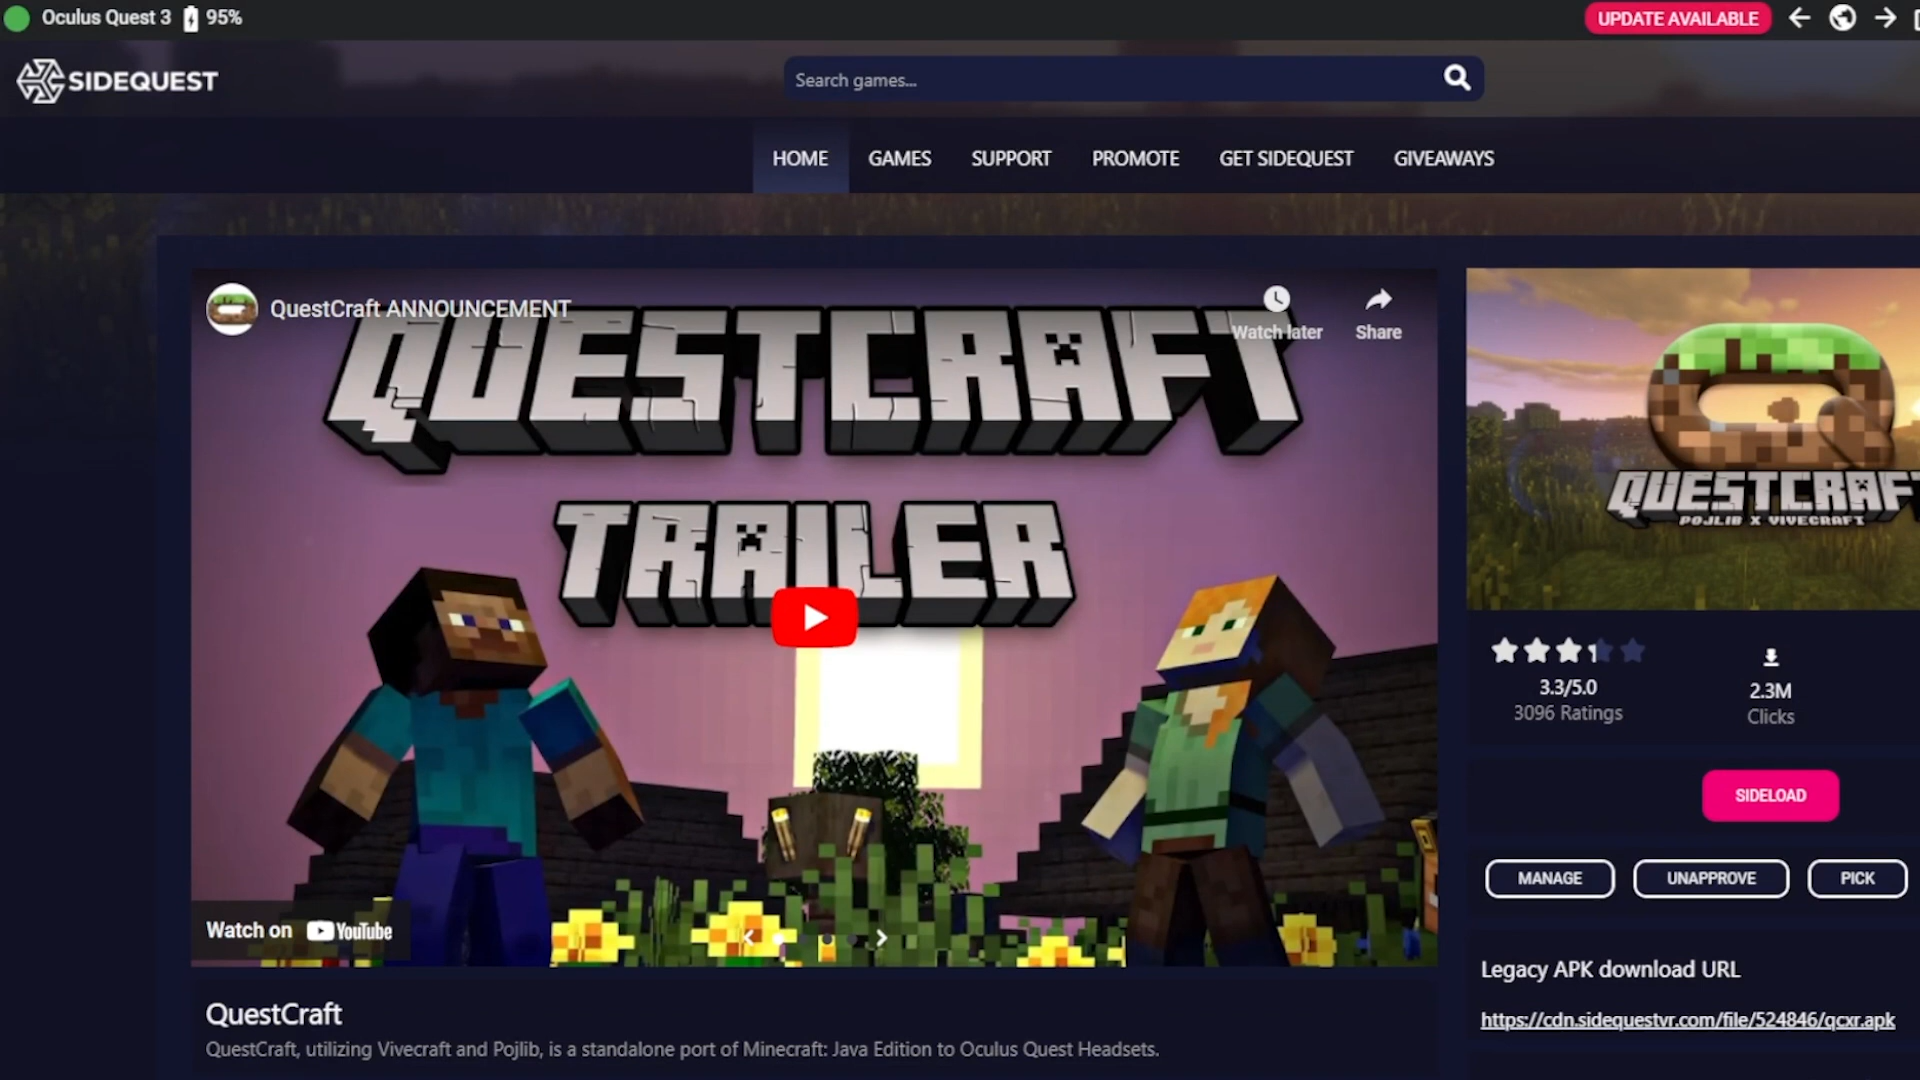 Oculus Quest 3 95%
UPDATE AVAILABLE
SIDEQUEST
Search games...
HOME GAMES SUPPORT PROMOTE GET SIDEQUEST GIVEAWAYS
QuestCraft ANNOUNCEMENT
Watch later
Share
QUESTCRAFT
TRAILER
Watch on YouTube
QUESTCRAFT
POJLIB X VIVECRAFT
3.3/5.0
3096 Ratings
2.3M
Clicks
SIDELOAD
MANAGE UNAPPROVE PICK
Legacy APK download URL
https://cdn.sidequestvr.com/file/524846/qcxr.apk
QuestCraft
QuestCraft, utilizing Vivecraft and Pojlib, is a standalone port of Minecraft: Java Edition to Oculus Quest Headsets.